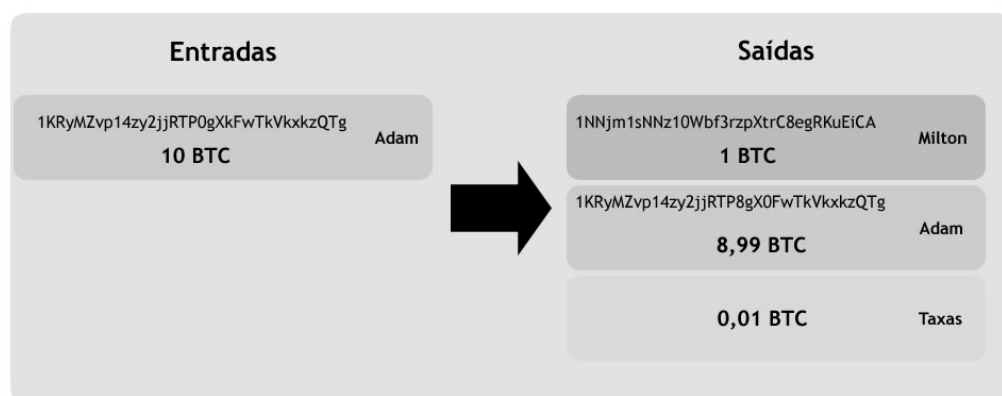 Entradas
1KRyMZvp14zy2jjRTP0gXkFwTkVkxkzQTg
Adam
10 BTC
Saídas
1NNjm1sNNz10Wbf3rzpXtrC8egRKuEiCA
Milton
1 BTC
1KRyMZvp14zy2jjRTP8gX0FwTkVkxkzQTg
Adam
8,99 BTC
0,01 BTC
Taxas